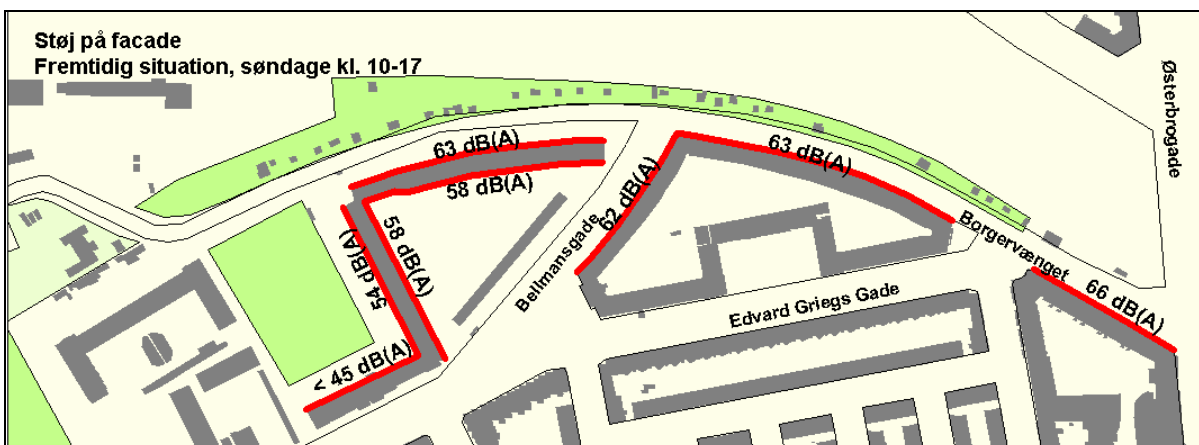 Støj på facade
Fremtidig situation, søndage kl. 10-17
Østerbrogade
63 dB(A)
63 dB(A)
58 dB(A)
62 dB(A)
58 dB(A)
54 dB(A)
Bellmansgade
Borgervænget
66 dB(A)
Edvard Griegs Gade
< 45 dB(A)